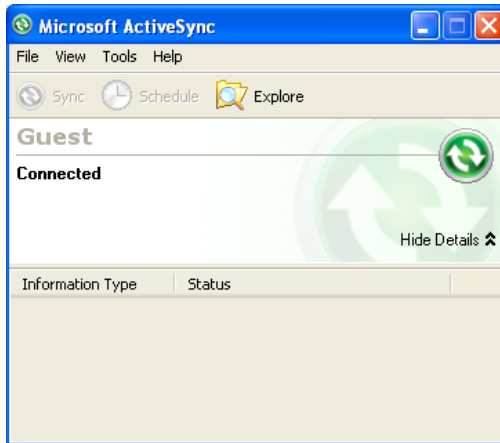 Microsoft ActiveSync
File View Tools Help
Sync Schedule Explore
Guest
Connected
Hide Details
Information Type Status